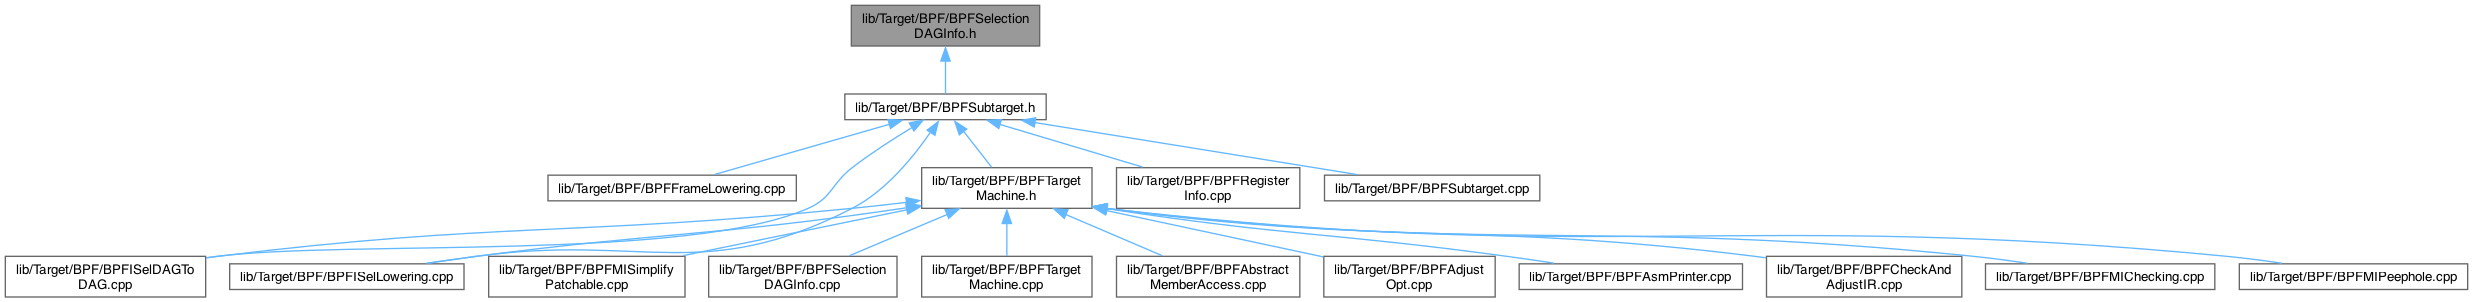 lib/Target/BPF/BPFSelection
DAGInfo.h
lib/Target/BPF/BPFSubtarget.h
lib/Target/BPF/BPFFrameLowering.cpp
lib/Target/BPF/BPFTarget
Machine.h
lib/Target/BPF/BPFRegister
Info.cpp
lib/Target/BPF/BPFSubtarget.cpp
lib/Target/BPF/BPFISelDAGTo
DAG.cpp
lib/Target/BPF/BPFISelLowering.cpp
lib/Target/BPF/BPFMISimplify
Patchable.cpp
lib/Target/BPF/BPFSelection
DAGInfo.cpp
lib/Target/BPF/BPFTarget
Machine.cpp
lib/Target/BPF/BPFAbstract
MemberAccess.cpp
lib/Target/BPF/BPFAdjust
Opt.cpp
lib/Target/BPF/BPFAsmPrinter.cpp
lib/Target/BPF/BPFCheckAnd
AdjustIR.cpp
lib/Target/BPF/BPFMIChecking.cpp
lib/Target/BPF/BPFMIPeephole.cpp